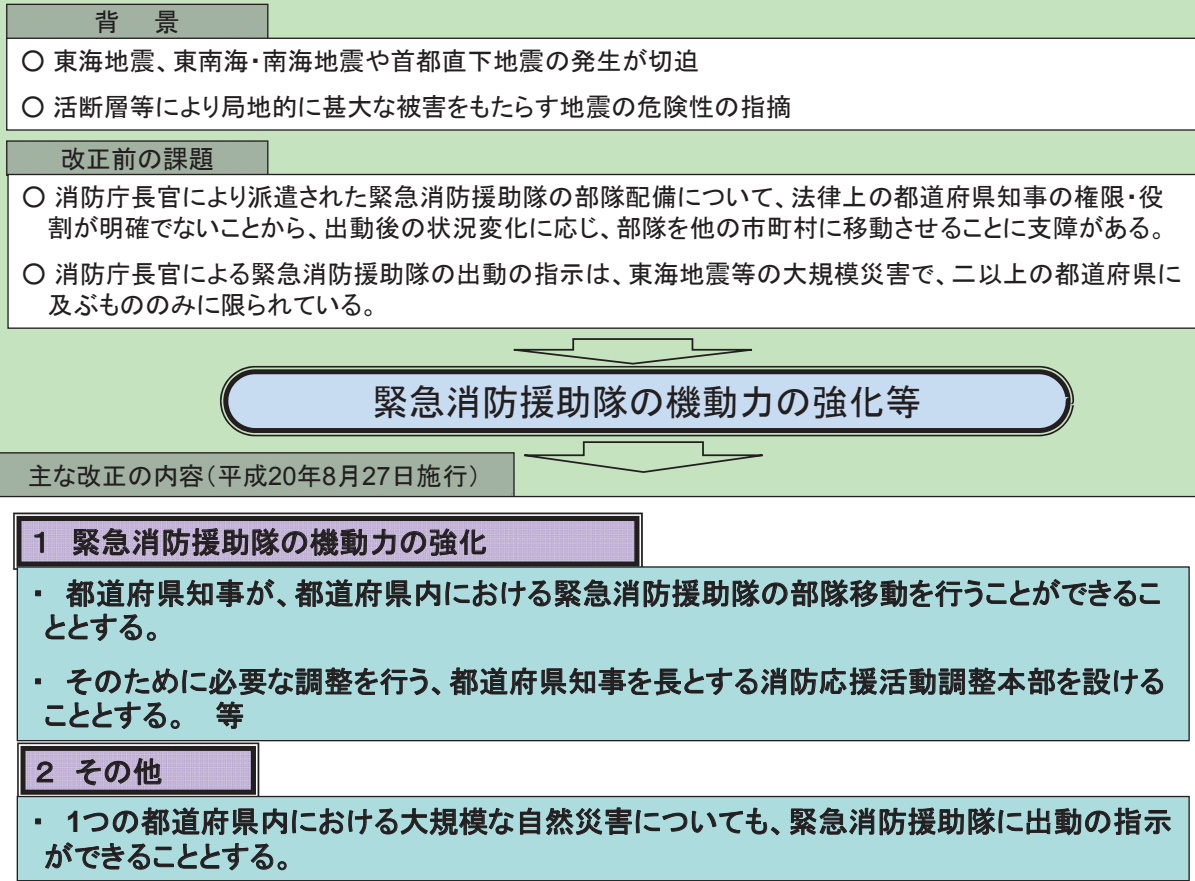 背　景
○ 東海地震、東南海・南海地震や首都直下地震の発生が切迫
○ 活断層等により局地的に甚大な被害をもたらす地震の危険性の指摘
改正前の課題
○ 消防庁長官により派遣された緊急消防援助隊の部隊配備について、法律上の都道府県知事の権限・役
割が明確でないことから、出動後の状況変化に応じ、部隊を他の市町村に移動させることに支障がある。
○ 消防庁長官による緊急消防援助隊の出動の指示は、東海地震等の大規模災害で、二以上の都道府県に
及ぶもののみに限られている。
緊急消防援助隊の機動力の強化等
主な改正の内容（平成20年8月27日施行）
１　緊急消防援助隊の機動力の強化
・　都道府県知事が、都道府県内における緊急消防援助隊の部隊移動を行うことができるこ
ととする。
・　そのために必要な調整を行う、都道府県知事を長とする消防応援活動調整本部を設ける
こととする。　等
２　その他
・　1つの都道府県内における大規模な自然災害についても、緊急消防援助隊に出動の指示
ができることとする。